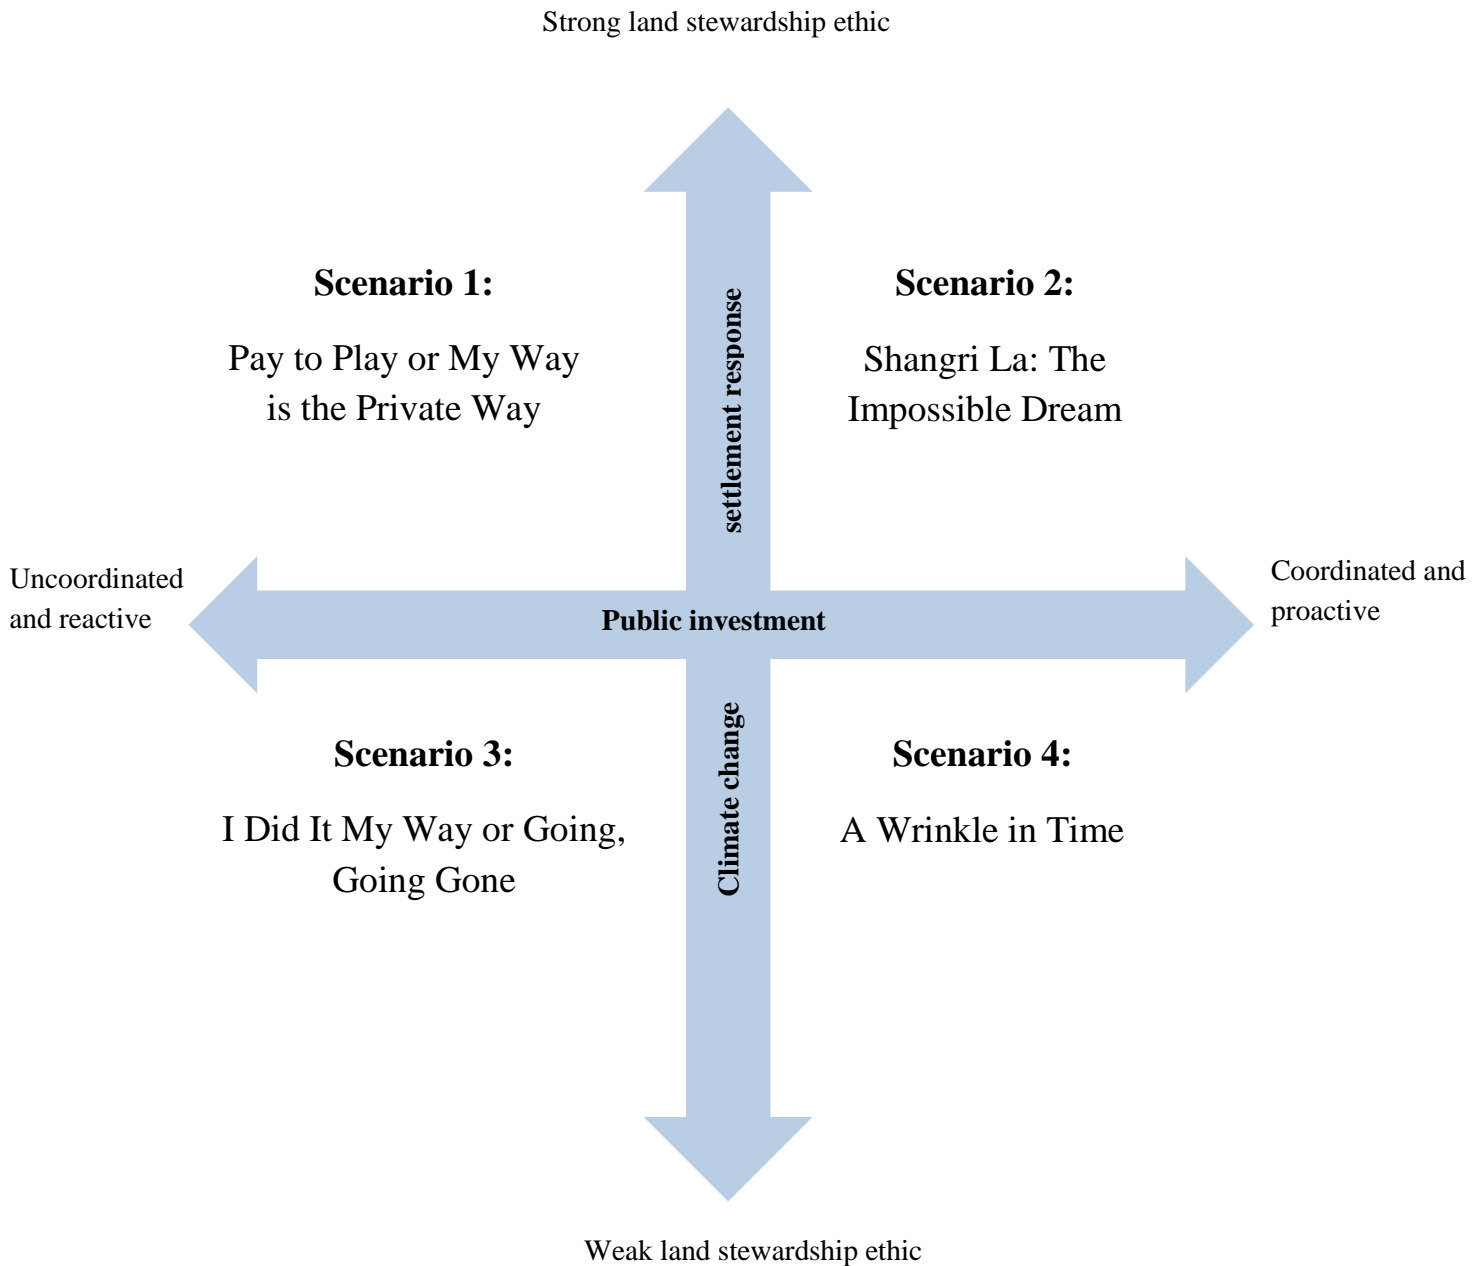 Strong land stewardship ethic
Scenario 1:
Pay to Play or My Way
is the Private Way
settlement response
Scenario 2:
Shangri La: The
Impossible Dream
Uncoordinated
and reactive
Public investment
Coordinated and
proactive
Scenario 3:
I Did It My Way or Going,
Going Gone
Climate change
Scenario 4:
A Wrinkle in Time
Weak land stewardship ethic